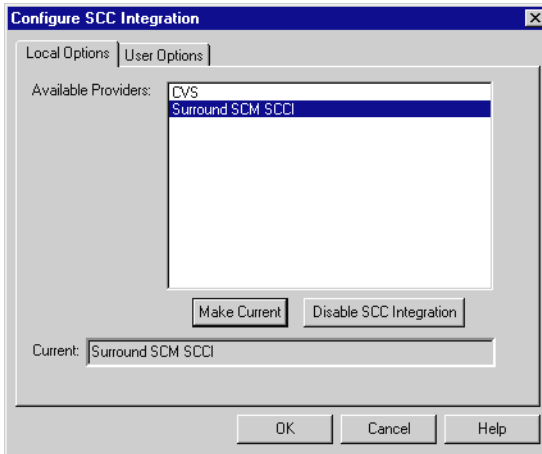 Configure SCC Integration
Local Options User Options
Available Providers: CVS
Surround SCM SCCI
Make Current Disable SCC Integration
Current: Surround SCM SCCI
OK Cancel Help